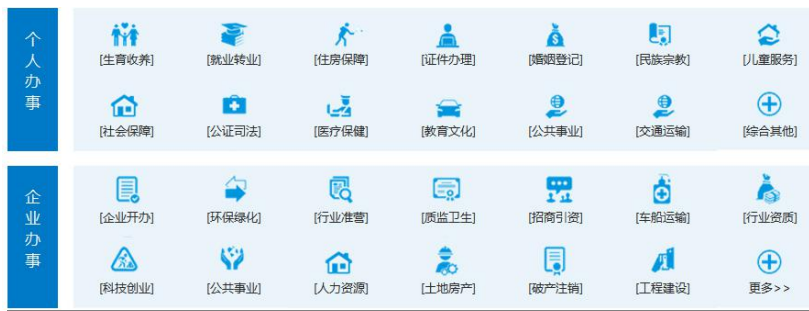 个人办事
[生育收养] [就业转业] [住房保障] [证件办理] [婚姻登记] [民族宗教] [儿童服务]
[社会保障] [公证司法] [医疗保健] [教育文化] [公共事业] [交通运输] [综合其他]
企业办事
[企业开办] [环保绿化] [行业准营] [质监卫生] [招商引资] [车船运输] [行业资质]
[科技创业] [公共事业] [人力资源] [土地房产] [破产注销] [工程建设] 更多>>